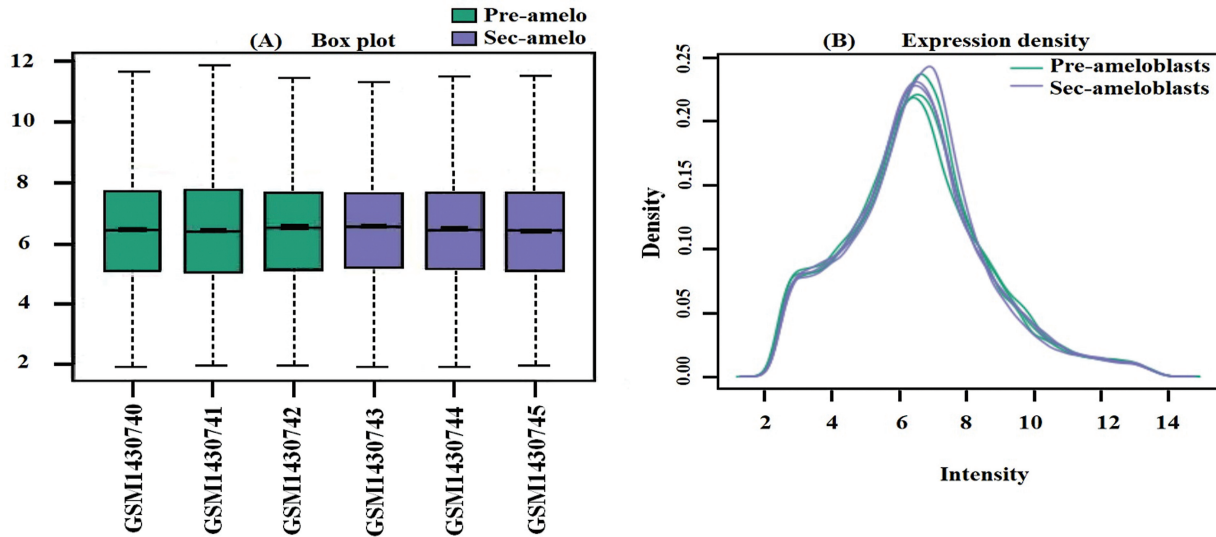 Pre-amelo
Sec-amelo
(A) Box plot
12
10
8
6
4
2
GSM1430740
GSM1430741
GSM1430742
GSM1430743
GSM1430744
GSM1430745
(B) Expression density
Pre-ameloblasts
Sec-ameloblasts
Density
0.25
0.20
0.15
0.10
0.05
0.00
2 4 6 8 10 12 14
Intensity